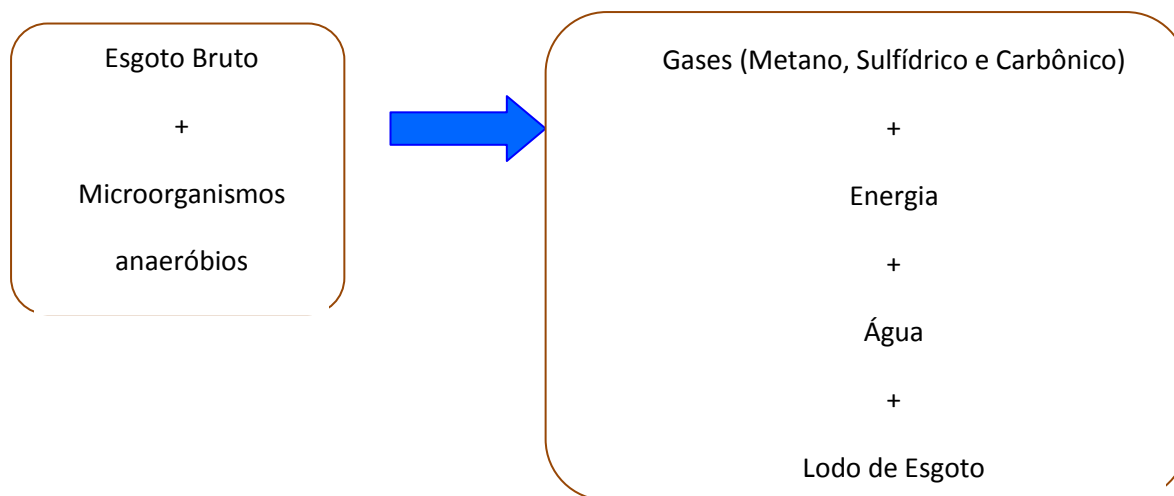 Esgoto Bruto
+
Microorganismos
anaeróbios
Gases (Metano, Sulfídrico e Carbônico)
+
Energia
+
Água
+
Lodo de Esgoto